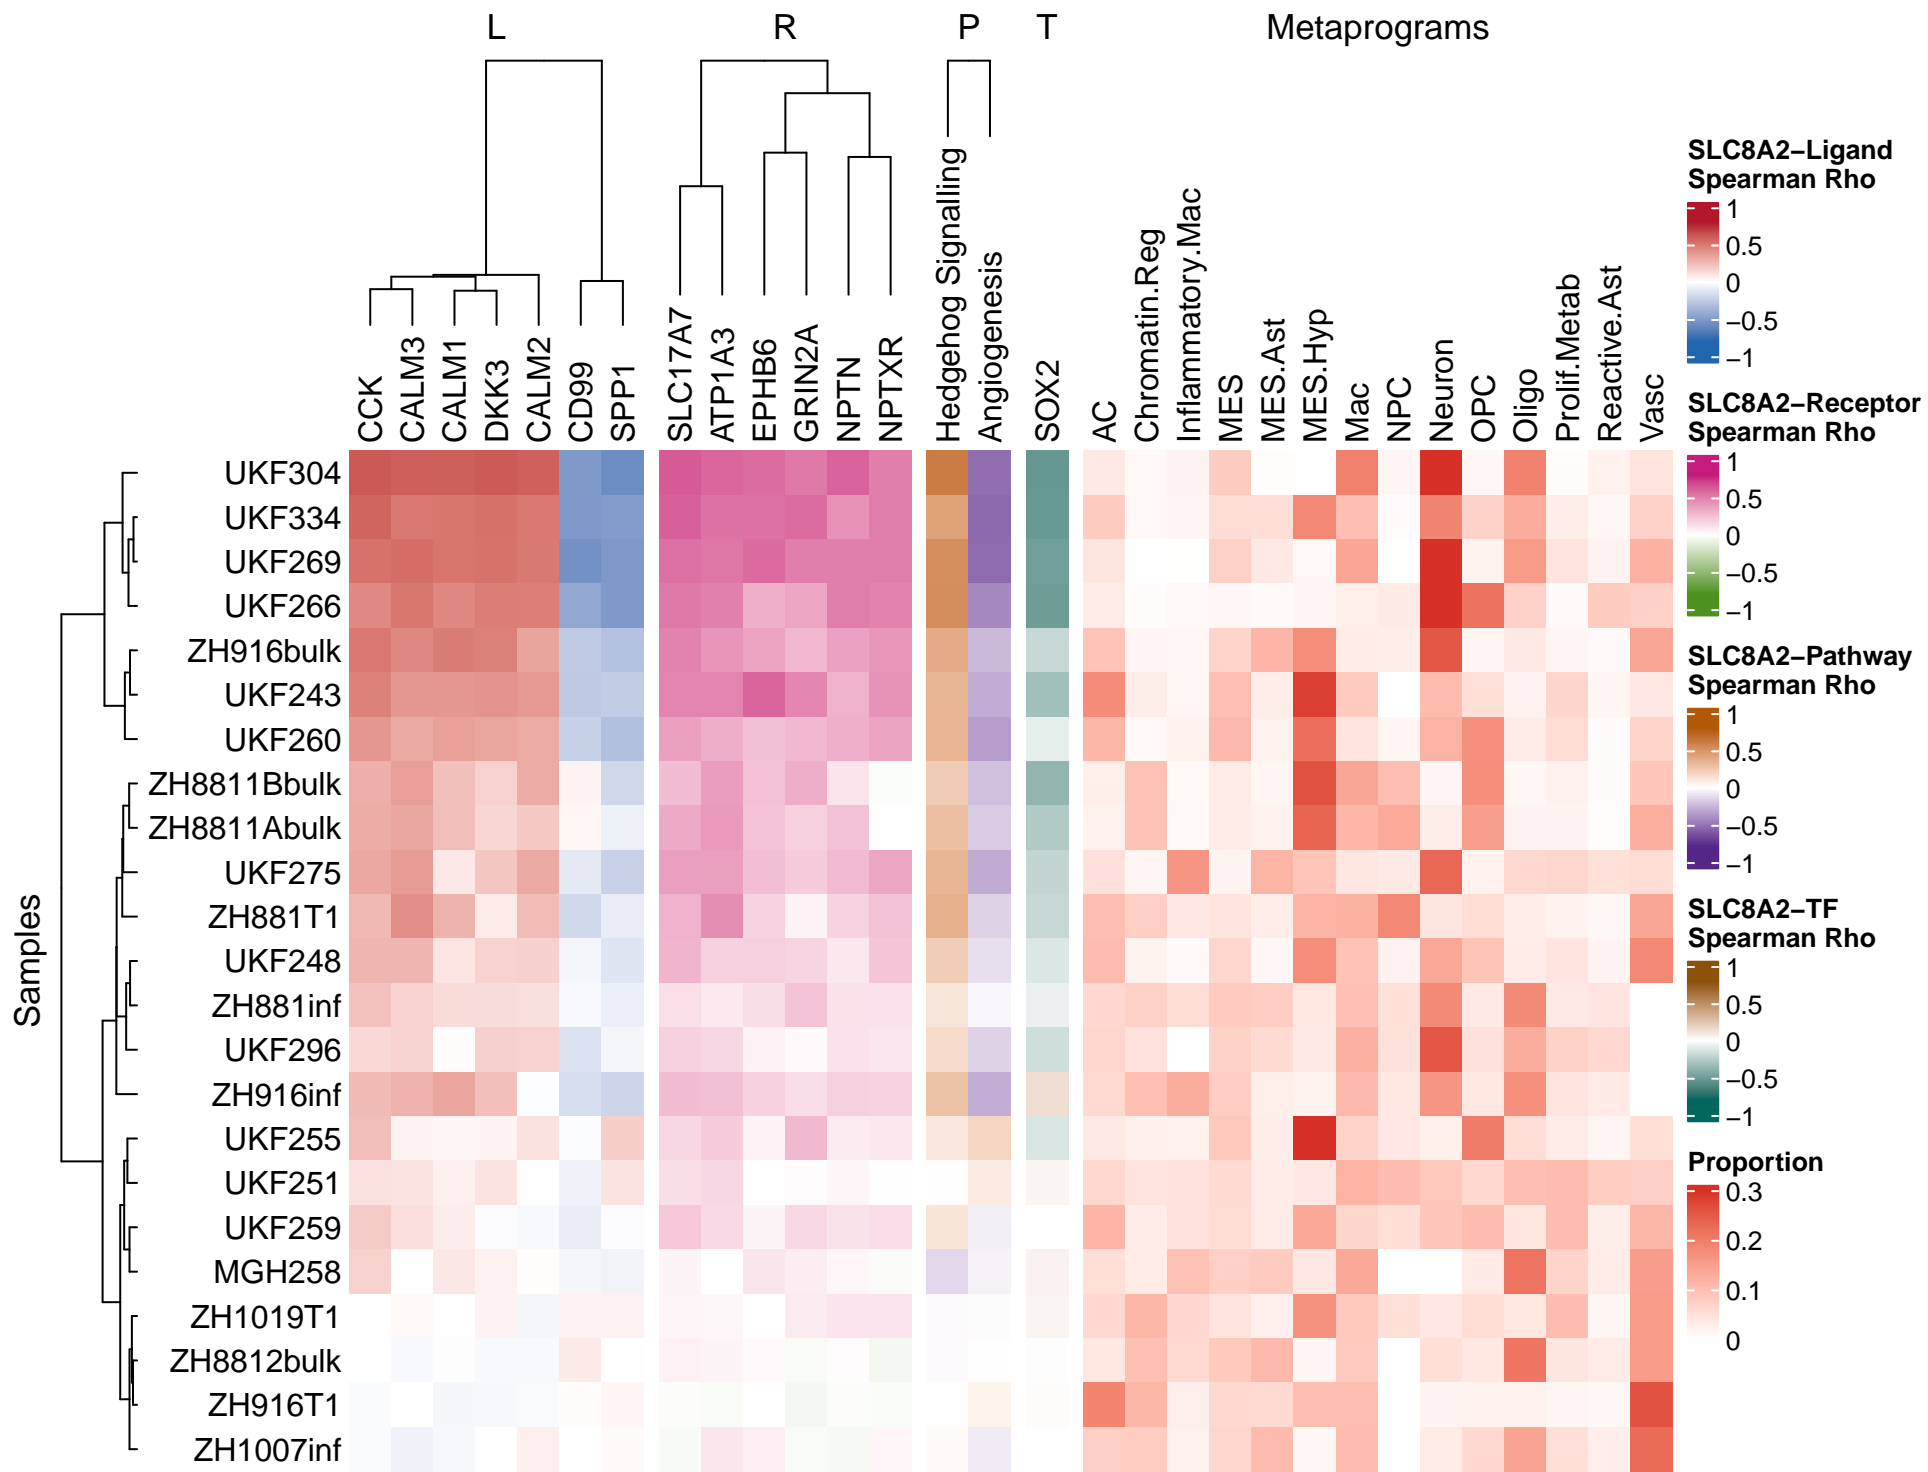 L R P T Metaprograms
CCK
CALM3
CALM1
DKK3
CALM2
CD99
SPP1
SLC17A7
ATP1A3
EPHB6
GRIN2A
NPTN
NPTXR
Hedgehog Signalling
Angiogenesis
SOX2
AC
Chromatin.Reg
Inflammatory.Mac
MES
MES.Ast
MES.Hyp
Mac
NPC
Neuron
OPC
Oligo
Prolif.Metab
Reactive.Ast
Vasc
Samples
UKF304
UKF334
UKF269
UKF266
ZH916bulk
UKF243
UKF260
ZH8811Bbulk
ZH8811Abulk
UKF275
ZH881T1
UKF248
ZH881inf
UKF296
ZH916inf
UKF255
UKF251
UKF259
MGH258
ZH1019T1
ZH8812bulk
ZH916T1
ZH1007inf
SLC8A2−Ligand
Spearman Rho
1
0.5
0
−0.5
−1
SLC8A2−Receptor
Spearman Rho
1
0.5
0
−0.5
−1
SLC8A2−Pathway
Spearman Rho
1
0.5
0
−0.5
−1
SLC8A2−TF
Spearman Rho
1
0.5
0
−0.5
−1
Proportion
0.3
0.2
0.1
0